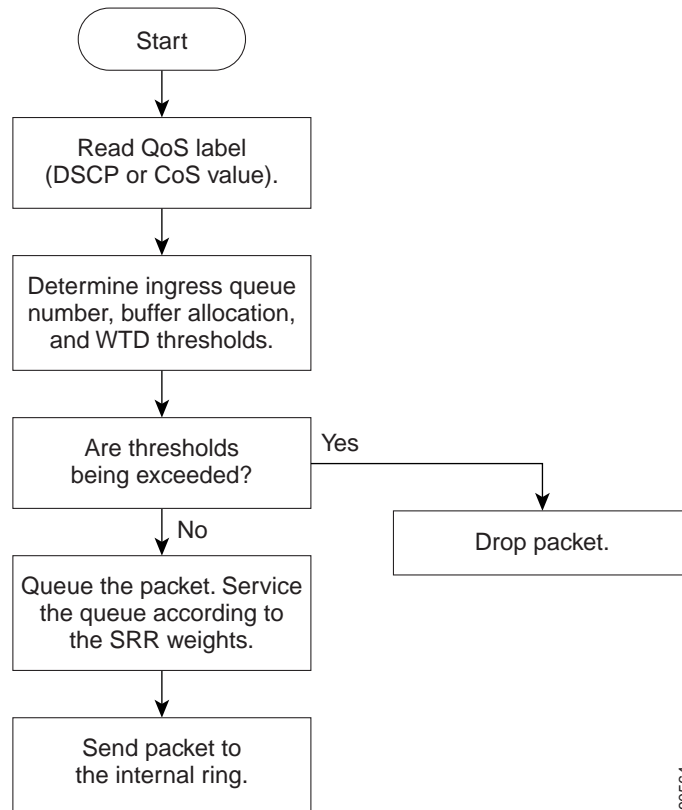 Start
Read QoS label
(DSCP or CoS value).
Determine ingress queue
number, buffer allocation,
and WTD thresholds.
Are thresholds
being exceeded?
Yes
No
Drop packet.
Queue the packet. Service
the queue according to
the SRR weights.
Send packet to
the internal ring.